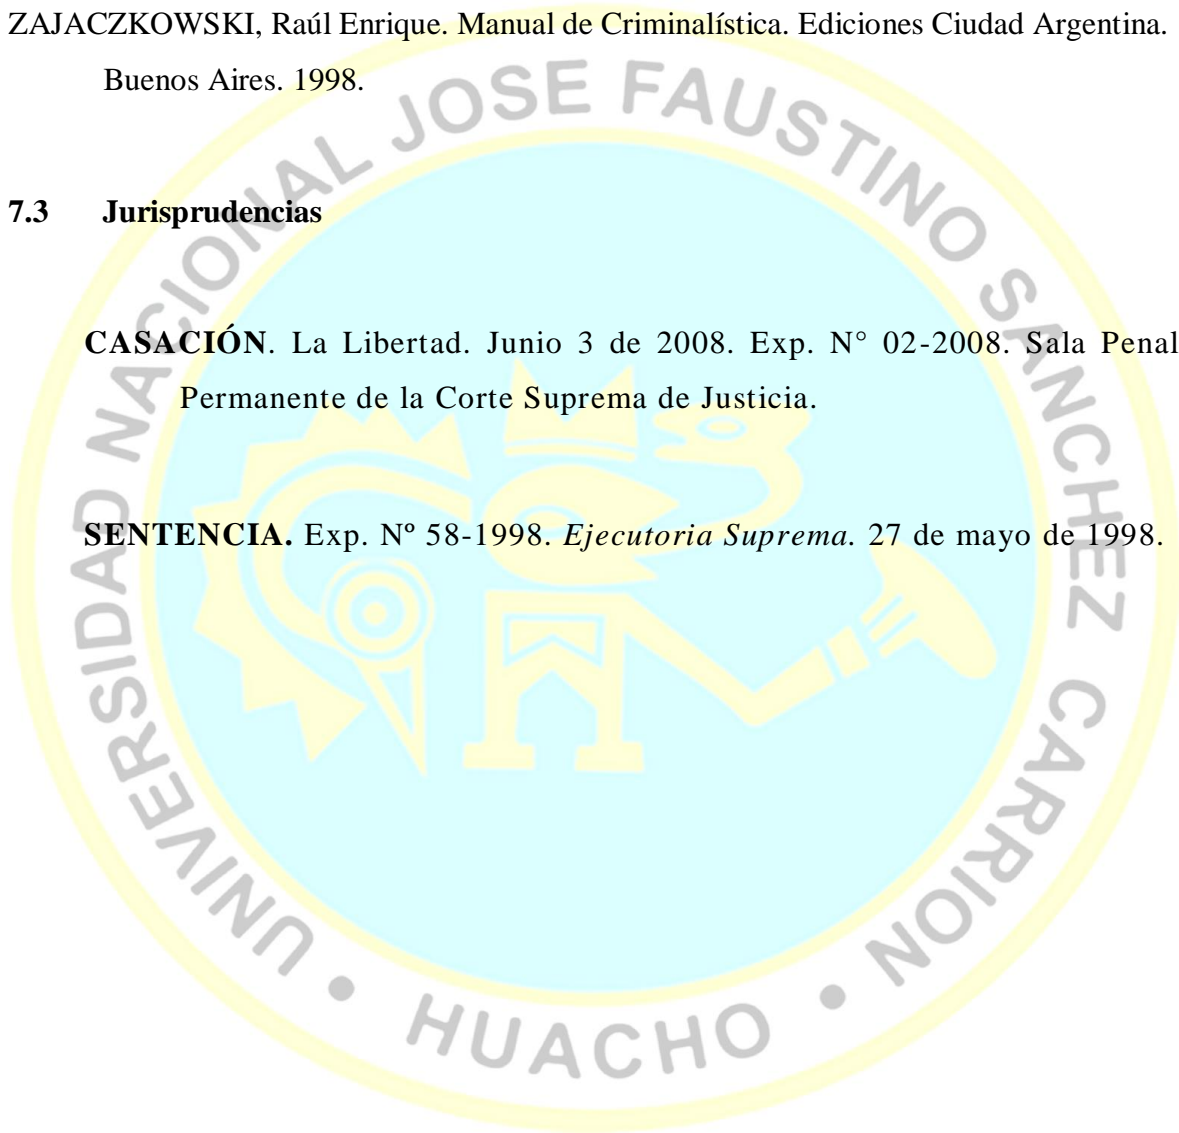 ZAJACZKOWSKI, Raúl Enrique. Manual de Criminalística. Ediciones Ciudad Argentina.
Buenos Aires. 1998.
7.3 Jurisprudencias
CASACIÓN. La Libertad. Junio 3 de 2008. Exp. N° 02-2008. Sala Penal
Permanente de la Corte Suprema de Justicia.
SENTENCIA. Exp. Nº 58-1998. Ejecutoria Suprema. 27 de mayo de 1998.
UNIVERSIDAD NACIONAL JOSE FAUSTINO SANCHEZ CARRION • HUACHO •